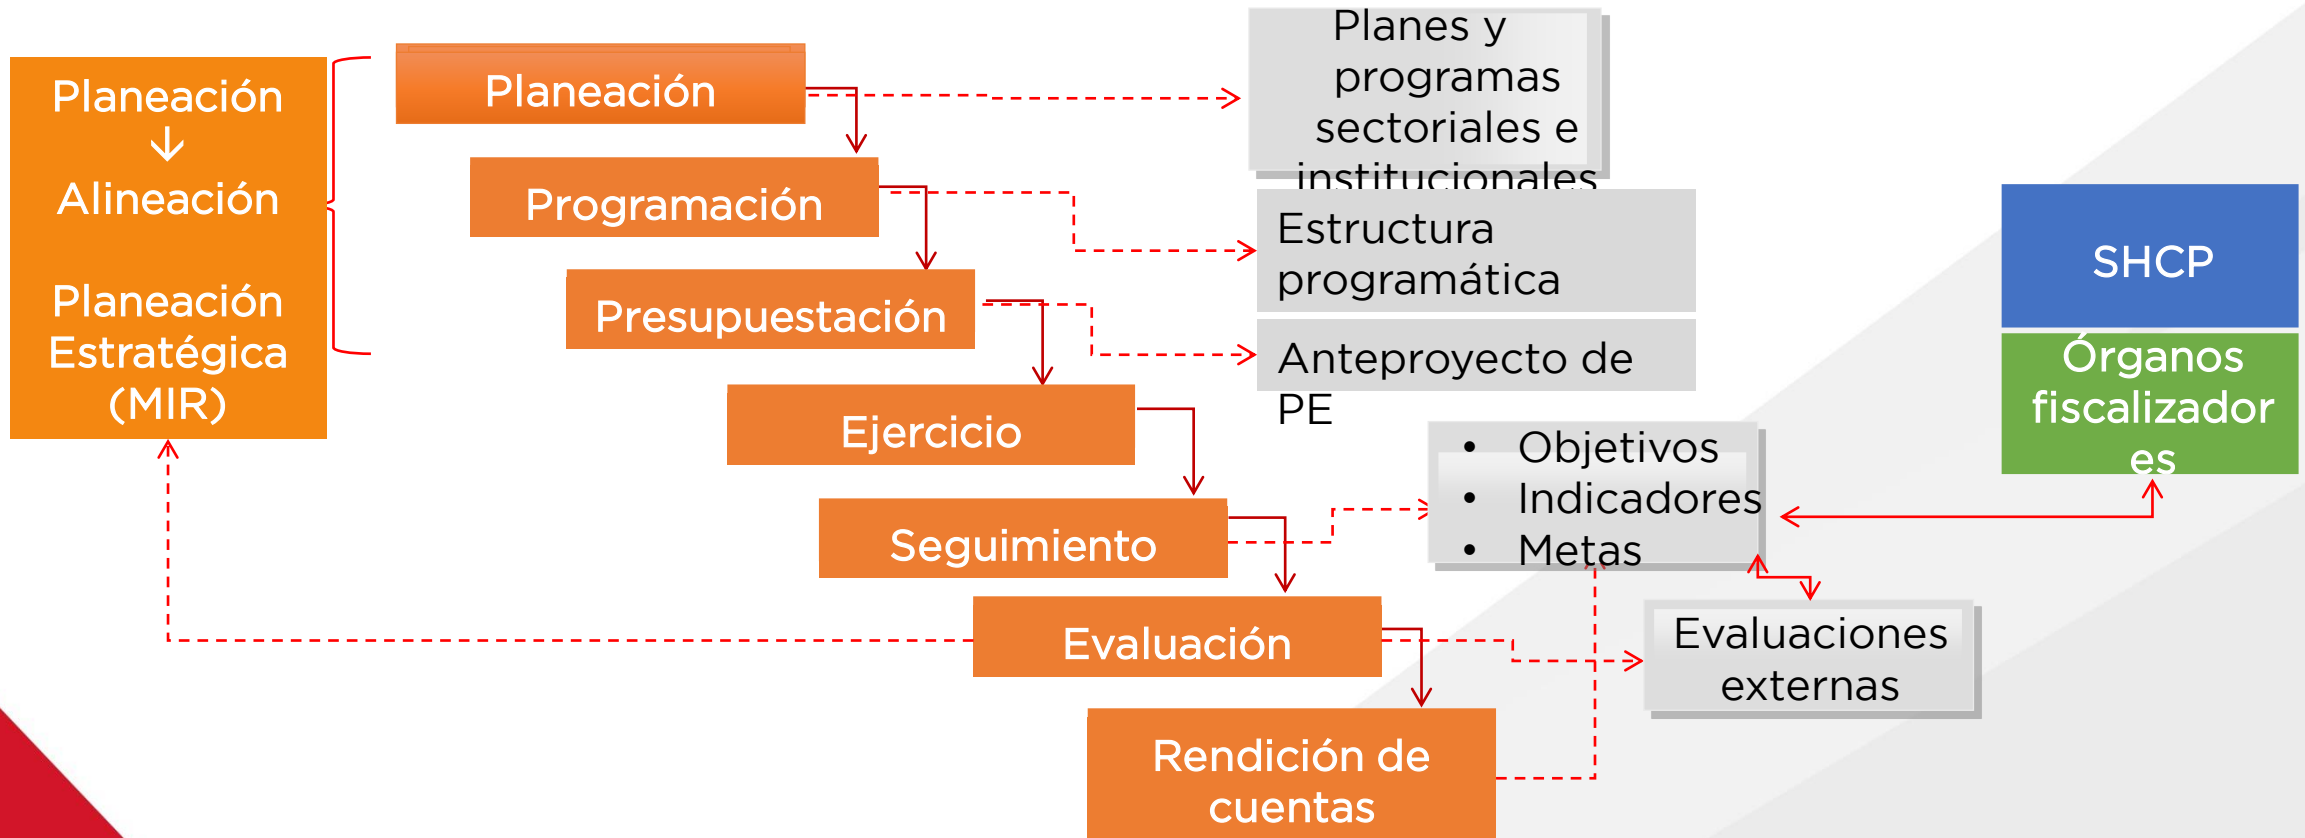 Planeación
Alineación
Planeación
Estratégica
(MIR)
Planeación
Programación
Presupuestación
Ejercicio
Seguimiento
Evaluación
Rendición de
cuentas
Planes y
programas
sectoriales e
institucionales
Estructura
programática
Anteproyecto de
PE
• Objetivos
• Indicadores
• Metas
Evaluaciones
externas
SHCP
Órganos
fiscalizador
es